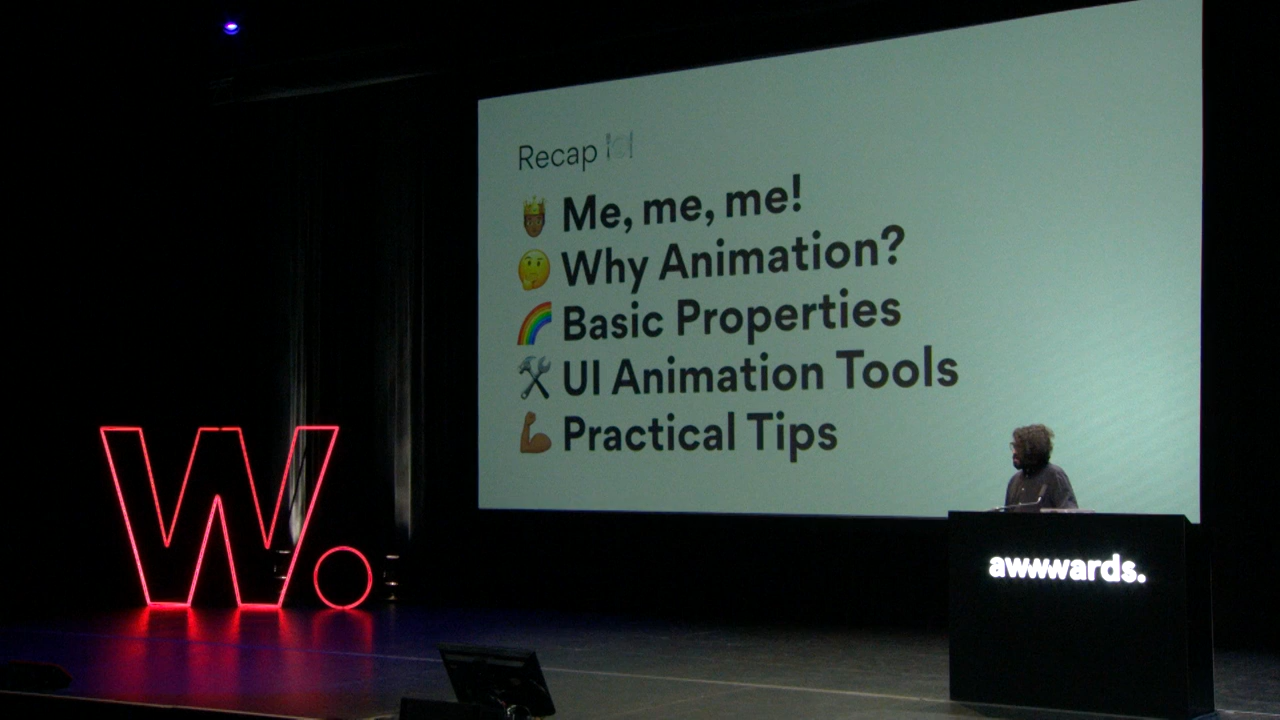 Recap
Me, me, me!
Why Animation?
Basic Properties
UI Animation Tools
Practical Tips
W.
awwwards.